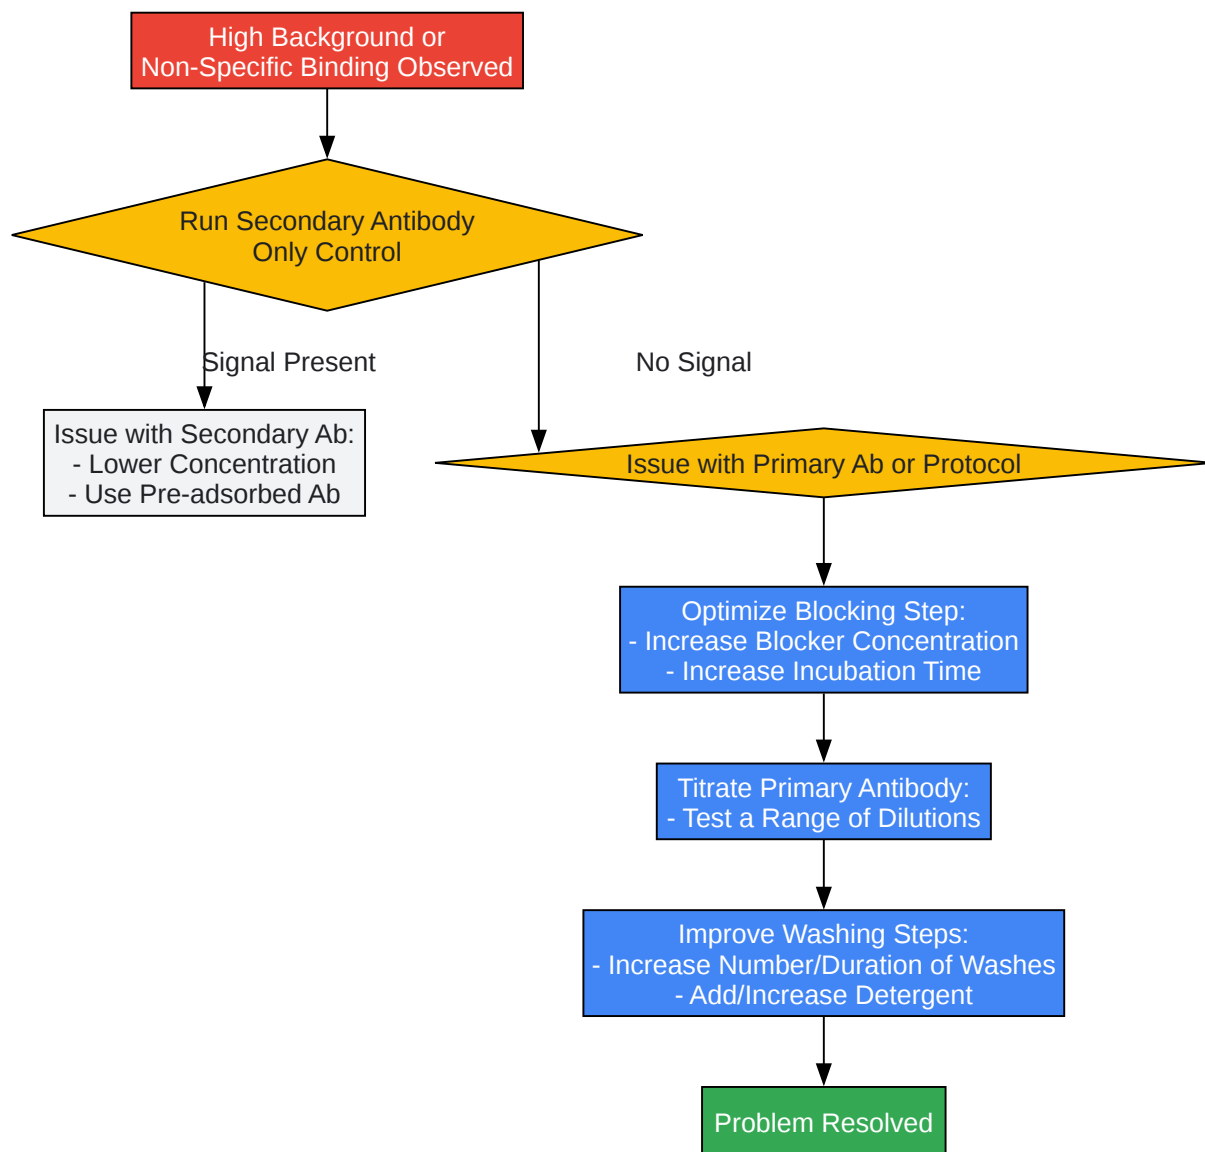 High Background or
Non-Specific Binding Observed
Run Secondary Antibody
Only Control
Signal Present
No Signal
Issue with Secondary Ab:
- Lower Concentration
- Use Pre-adsorbed Ab
Issue with Primary Ab or Protocol
Optimize Blocking Step:
- Increase Blocker Concentration
- Increase Incubation Time
Titrate Primary Antibody:
- Test a Range of Dilutions
Improve Washing Steps:
- Increase Number/Duration of Washes
- Add/Increase Detergent
Problem Resolved